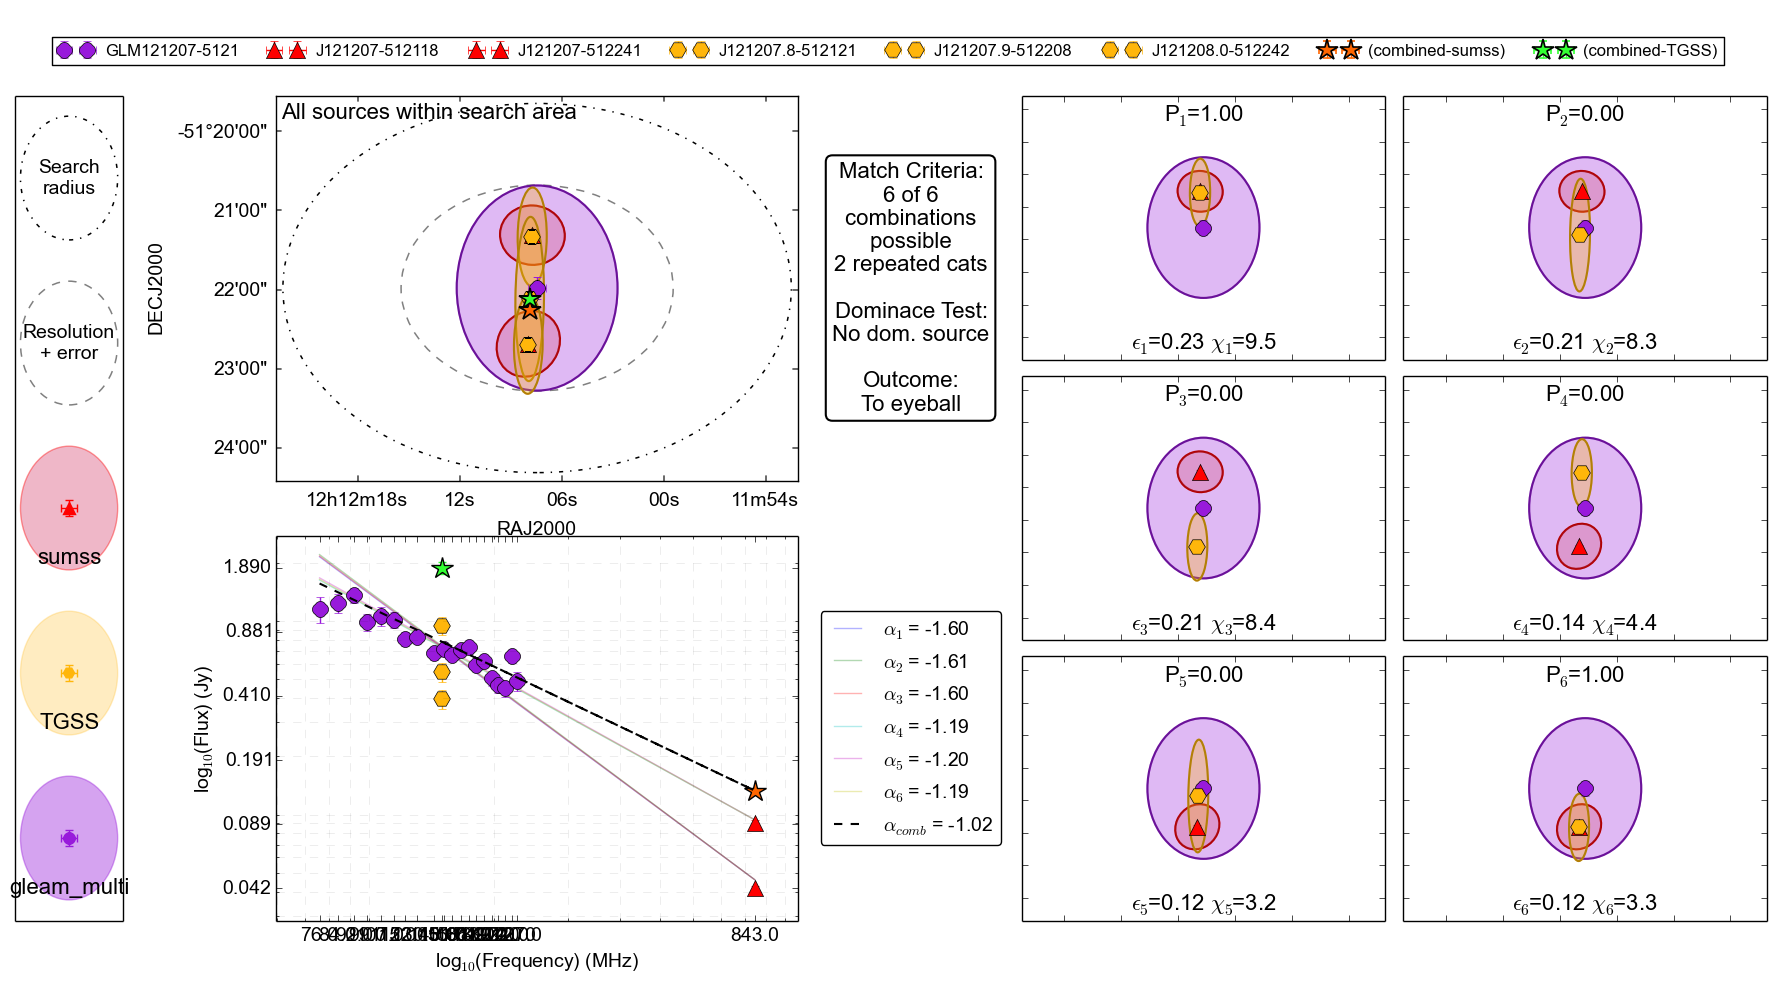 GLM121207-5121 J121207-512118 J121207-512241 J121207.8-512121 J121207.9-512208 J121208.0-512242 (combined-sumss) (combined-TGSS)
Search
radius
Resolution
+ error
sumss
TGSS
gleam_multi
All sources within search area
DECJ2000
-51°20'00"
21'00"
22'00"
23'00"
24'00"
12h12m18s 12s 06s 00s 11m54s
RAJ2000
Match Criteria:
6 of 6
combinations
possible
2 repeated cats
Dominace Test:
No dom. source
Outcome:
To eyeball
log₁₀(Flux) (Jy)
1.890
0.881
0.410
0.191
0.089
0.042
843.0
log₁₀(Frequency) (MHz)
α₁ = -1.60
α₂ = -1.61
α₃ = -1.60
α₄ = -1.19
α₅ = -1.20
α₆ = -1.19
α_comb = -1.02
P₁=1.00
ϵ₁=0.23 χ₁=9.5
P₂=0.00
ϵ₂=0.21 χ₂=8.3
P₃=0.00
ϵ₃=0.21 χ₃=8.4
P₄=0.00
ϵ₄=0.14 χ₄=4.4
P₅=0.00
ϵ₅=0.12 χ₅=3.2
P₆=1.00
ϵ₆=0.12 χ₆=3.3